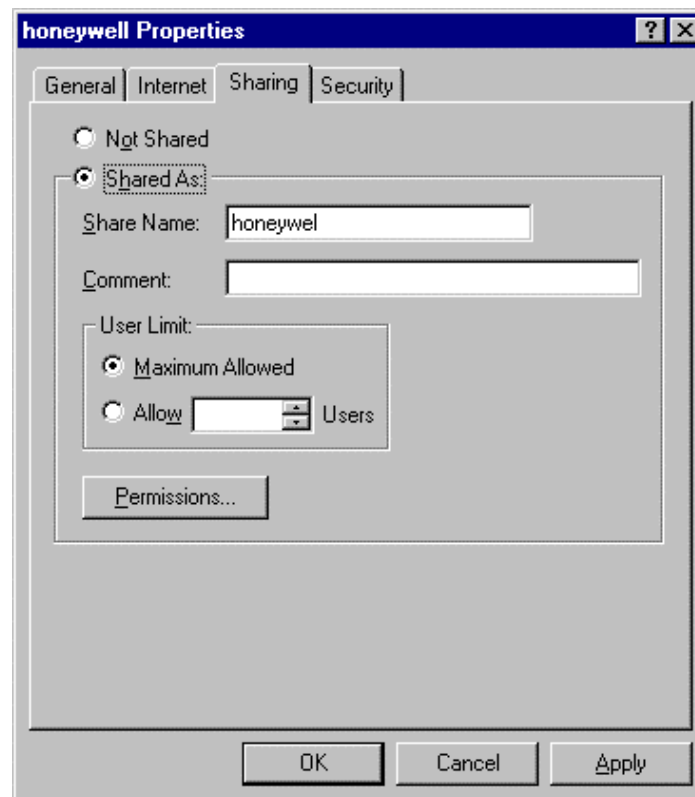 honeywell Properties
General Internet Sharing Security
Not Shared
Shared As:
Share Name: honeywel
Comment:
User Limit:
Maximum Allowed
Allow Users
Permissions...
OK Cancel Apply